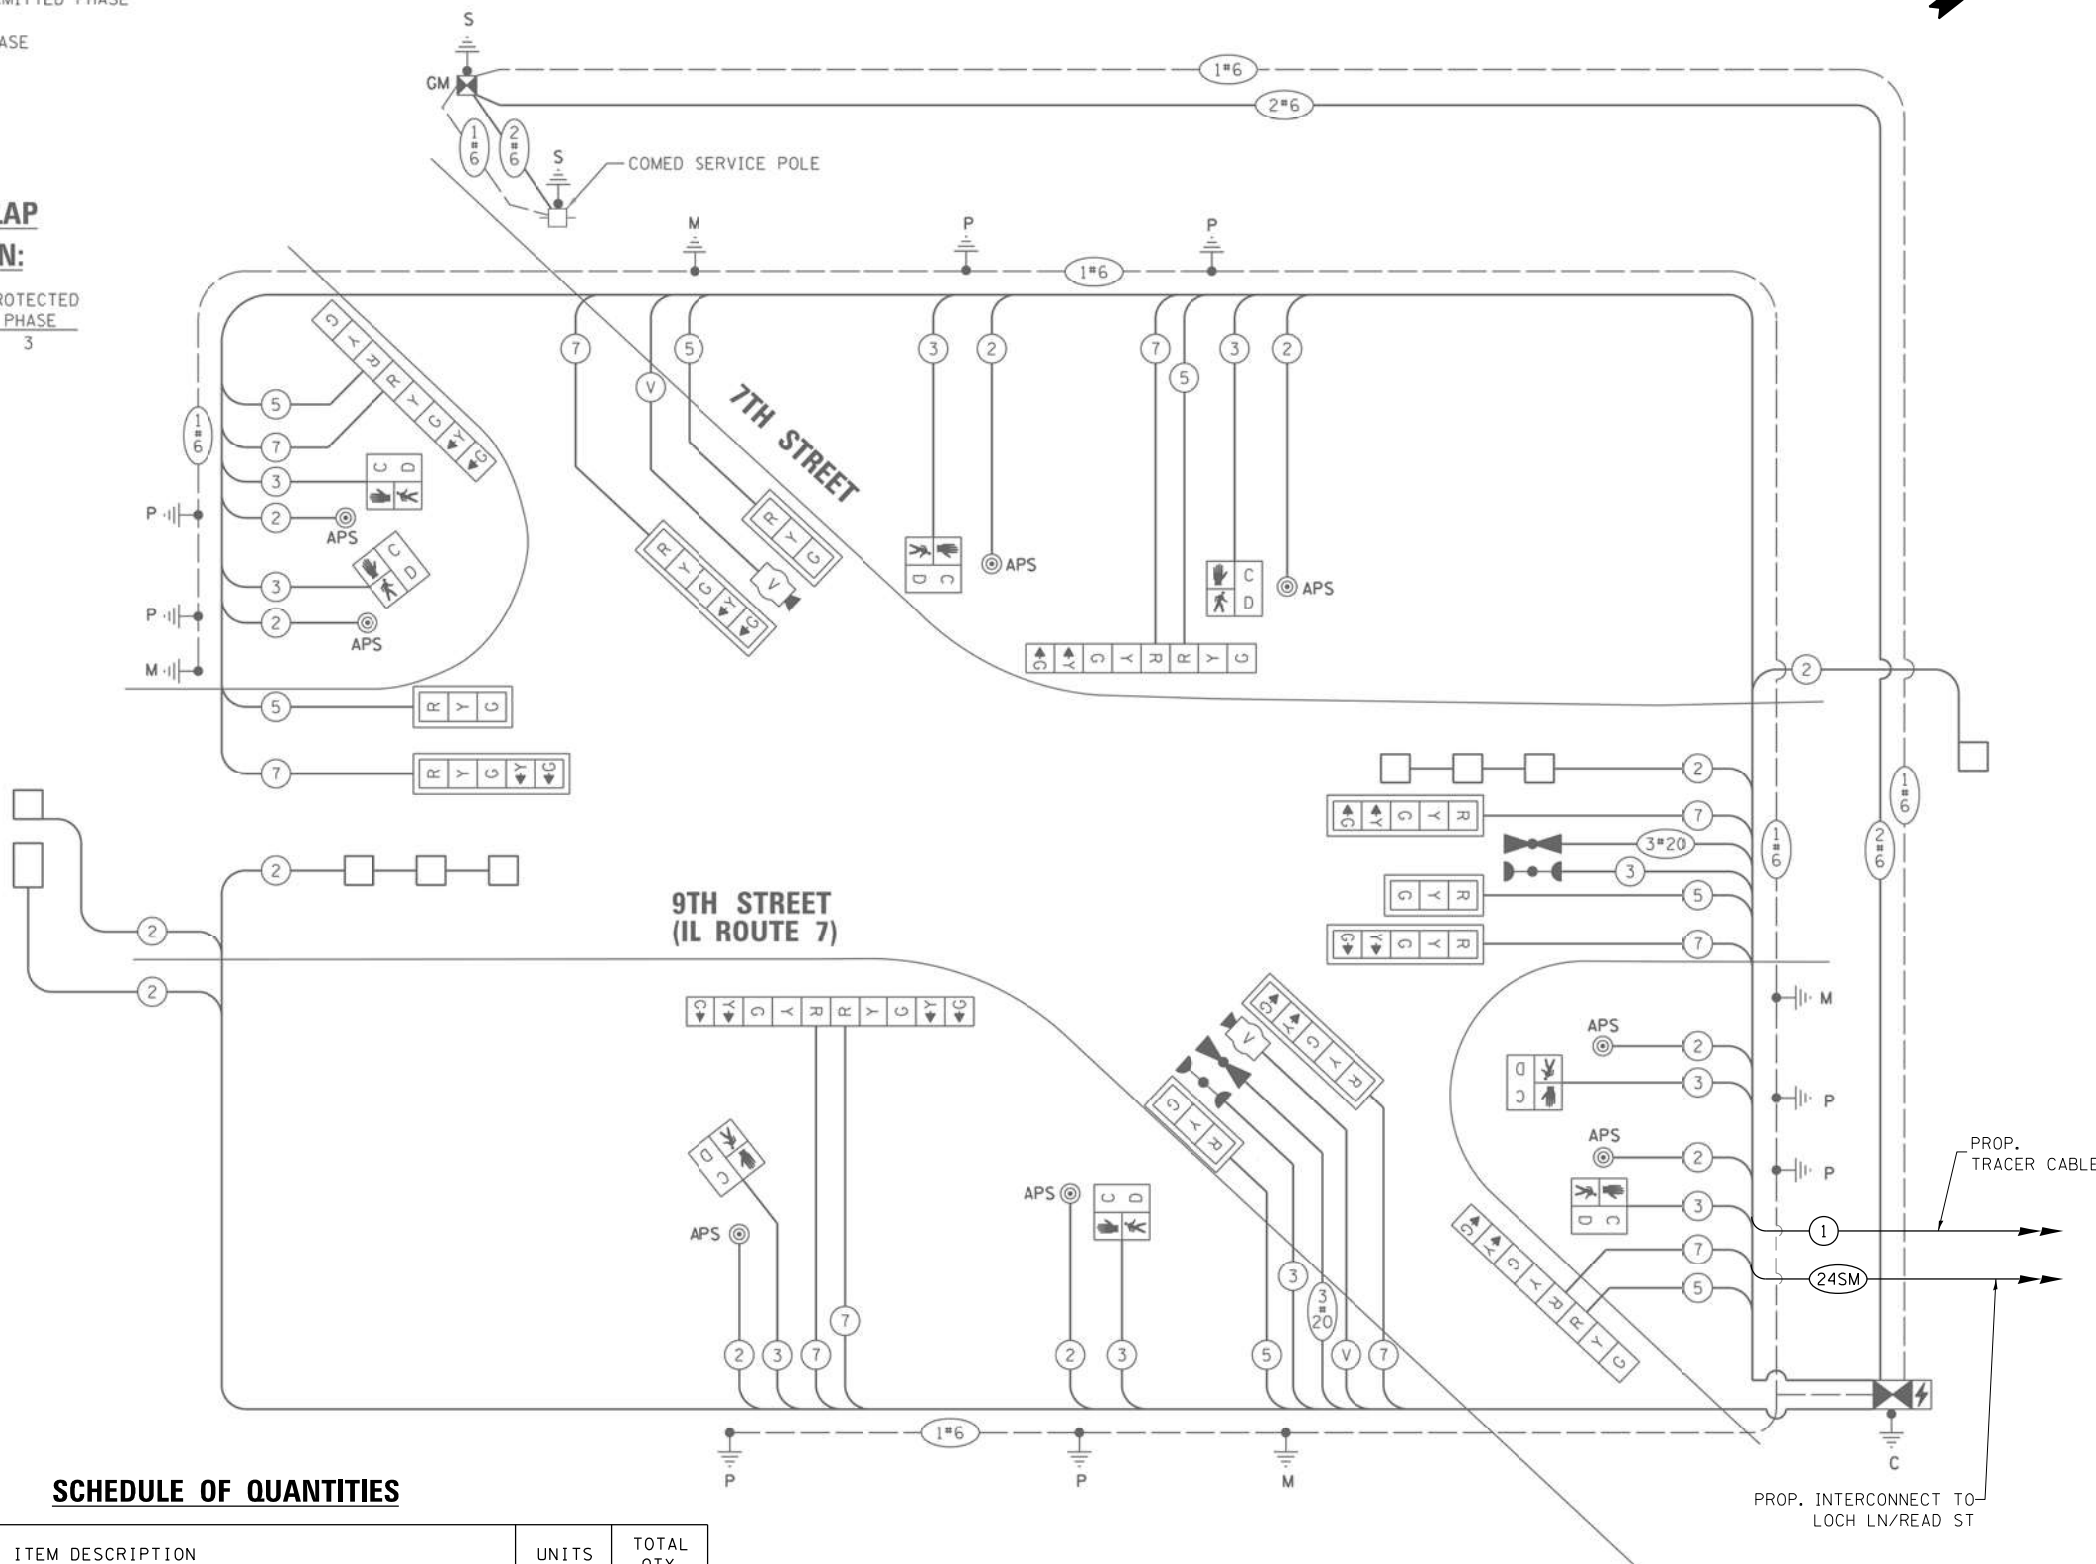 ASE
S
1#6
GM
2#6
1
#
6
2
#
6
S
COMED SERVICE POLE
LAP
N:
M
P
P
1#6
ROTECTED
PHASE
3
G Y R R Y G Y G
7
5
3
2
7
3
2
V
5
5
7TH STREET
1
#
6
7
C D
3
R Y G
P
2
APS
C
D
R Y G Y G
V
D C
APS
C
D
APS
3
P
2
APS
M
G Y G Y R R Y G
2
5
R Y G
7
R Y G Y G
2
1
#
6
G Y G Y R
7
1
#
6
2
#
6
3#20
2
3
9TH STREET
(IL ROUTE 7)
G Y R
5
2
G Y G Y R
7
2
M
G Y G Y R R Y G Y G
G Y G Y R
V
APS
2
D C
3
P
G Y R
APS
2
PROP.
TRACER CABLE
P
D C
APS
C D
D C
3
1
APS
G Y G Y R R Y G
7
24SM
3
5
3
#
20
7
2
3
7
2
3
5
V
7
1#6
C
P
P
M
SCHEDULE OF QUANTITIES
PROP. INTERCONNECT TO
LOCH LN/READ ST
ITEM DESCRIPTION
UNITS
TOTAL
QTY